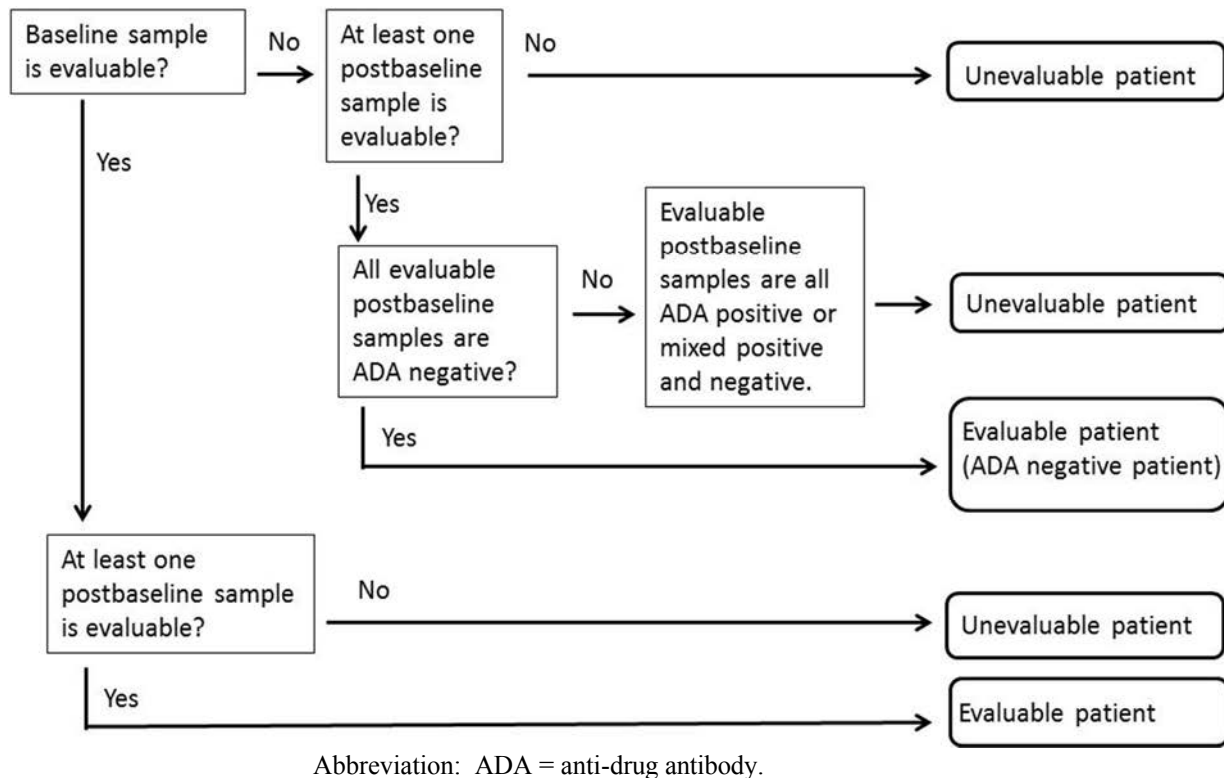 Baseline sample
is evaluable?
No
At least one
postbaseline
sample is
evaluable?
No
Unevaluable patient
Yes
Yes
All evaluable
postbaseline
samples are
ADA negative?
No
Evaluable
postbaseline
samples are all
ADA positive or
mixed positive
and negative.
Unevaluable patient
Yes
Evaluable patient
(ADA negative patient)
At least one
postbaseline sample
is evaluable?
No
Unevaluable patient
Yes
Evaluable patient
Abbreviation: ADA = anti-drug antibody.